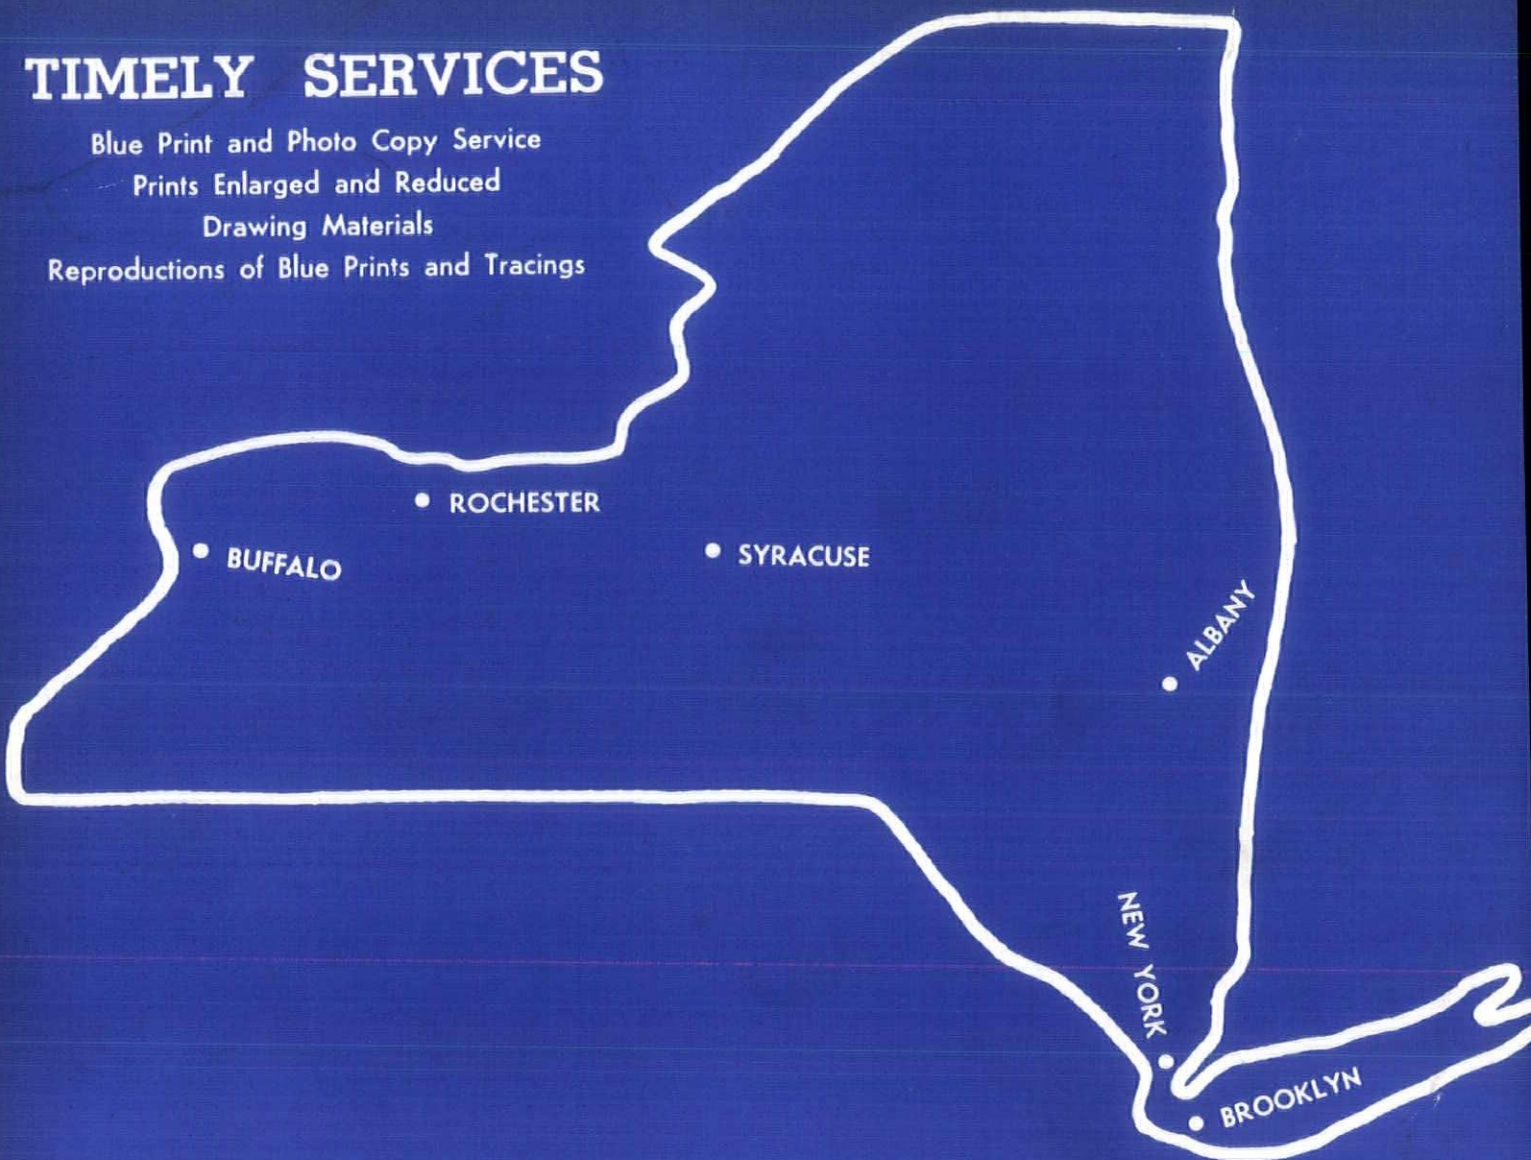 TIMELY SERVICES
Blue Print and Photo Copy Service
Prints Enlarged and Reduced
Drawing Materials
Reproductions of Blue Prints and Tracings
ROCHESTER
BUFFALO
SYRACUSE
ALBANY
NEW YORK
BROOKLYN